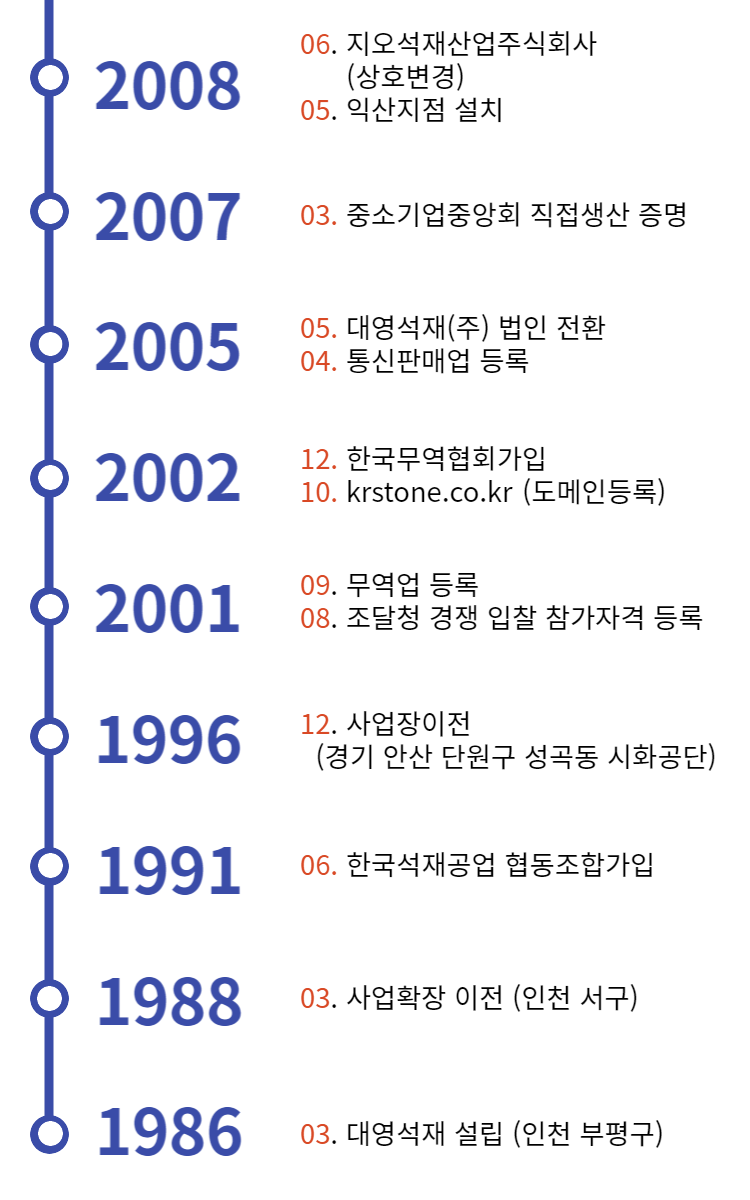 2008
06. 지오석재산업주식회사
(상호변경)
05. 익산지점 설치
2007
03. 중소기업중앙회 직접생산 증명
2005
05. 대영석재(주) 법인 전환
04. 통신판매업 등록
2002
12. 한국무역협회가입
10. krstone.co.kr (도메인등록)
2001
09. 무역업 등록
08. 조달청 경쟁 입찰 참가자격 등록
1996
12. 사업장이전
(경기 안산 단원구 성곡동 시화공단)
1991
06. 한국석재공업 협동조합가입
1988
03. 사업확장 이전 (인천 서구)
1986
03. 대영석재 설립 (인천 부평구)